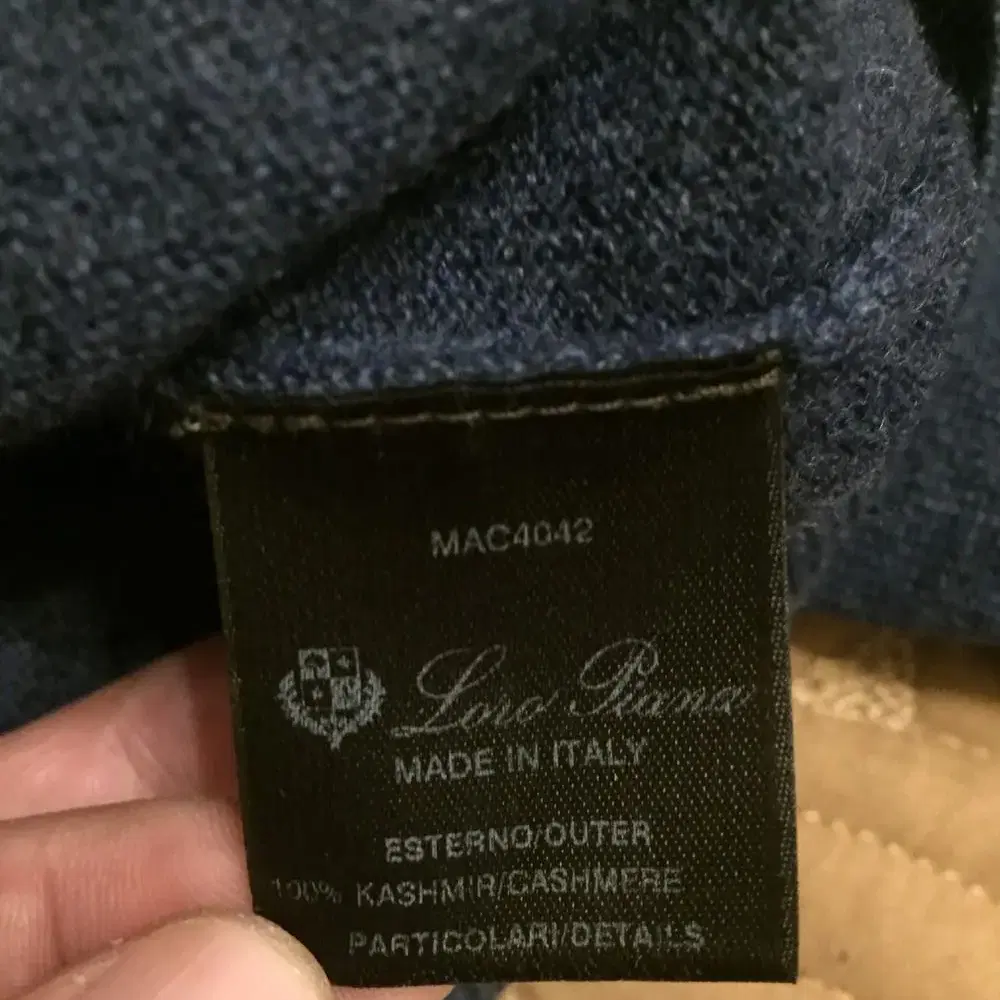 MAC4042
Loro Piana
MADE IN ITALY
ESTERNO/OUTER
100% KASHMIR/CASHMERE
PARTICOLARI/DETAILS